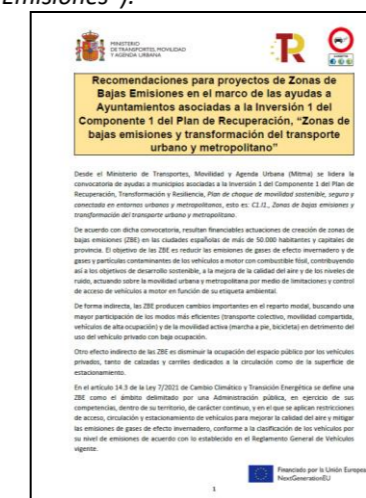 Emisiones").
MINISTERIO
DE TRANSPORTES, MOVILIDAD
Y AGENDA URBANA
Recomendaciones para proyectos de Zonas de
Bajas Emisiones en el marco de las ayudas a
Ayuntamientos asociadas a la Inversión 1 del
Componente 1 del Plan de Recuperación, "Zonas de
bajas emisiones y transformación del transporte
urbano y metropolitano"
Desde el Ministerio de Transportes, Movilidad y Agenda Urbana (Mitma) se lidera la
convocatoria de ayudas a municipios asociadas a la Inversión 1 del Componente 1 del Plan de
Recuperación, Transformación y Resiliencia, Plan de choque de movilidad sostenible, segura y
conectada en entornos urbanos y metropolitanos, esto es: C1.I1., Zonas de bajas emisiones y
transformación del transporte urbano y metropolitano.
De acuerdo con dicha convocatoria, resultan financiables actuaciones de creación de zonas de
bajas emisiones (ZBE) en las ciudades españolas de más de 50.000 habitantes y capitales de
provincia. El objetivo de las ZBE es reducir las emisiones de gases de efecto invernadero y de
gases y partículas contaminantes de los vehículos a motor con combustible fósil, contribuyendo
así a los objetivos de desarrollo sostenible, a la mejora de la calidad del aire y de los niveles de
ruido, actuando sobre la movilidad urbana y metropolitana por medio de limitaciones y control
de acceso de vehículos a motor en función de su etiqueta ambiental.
De forma indirecta, las ZBE producen cambios importantes en el reparto modal, buscando una
mayor participación de los modos más eficientes (transporte colectivo, movilidad compartida,
vehículos de alta ocupación) y de la movilidad activa (marcha a pie, bicicleta) en detrimento del
uso del vehículo privado con baja ocupación.
Otro efecto indirecto de las ZBE es disminuir la ocupación del espacio público por los vehículos
privados, tanto de calzadas y carriles dedicados a la circulación como de la superficie de
estacionamiento.
En el artículo 14.3 de la Ley 7/2021 de Cambio Climático y Transición Energética se define una
ZBE como el ámbito delimitado por una Administración pública, en ejercicio de sus
competencias, dentro de su territorio, de carácter continuo, y en el que se aplican restricciones
de acceso, circulación y estacionamiento de vehículos para mejorar la calidad del aire y mitigar
las emisiones de gases de efecto invernadero, conforme a la clasificación de los vehículos por
su nivel de emisiones de acuerdo con lo establecido en el Reglamento General de Vehículos
vigente.
Financiado por la Unión Europea
NextGenerationEU
1